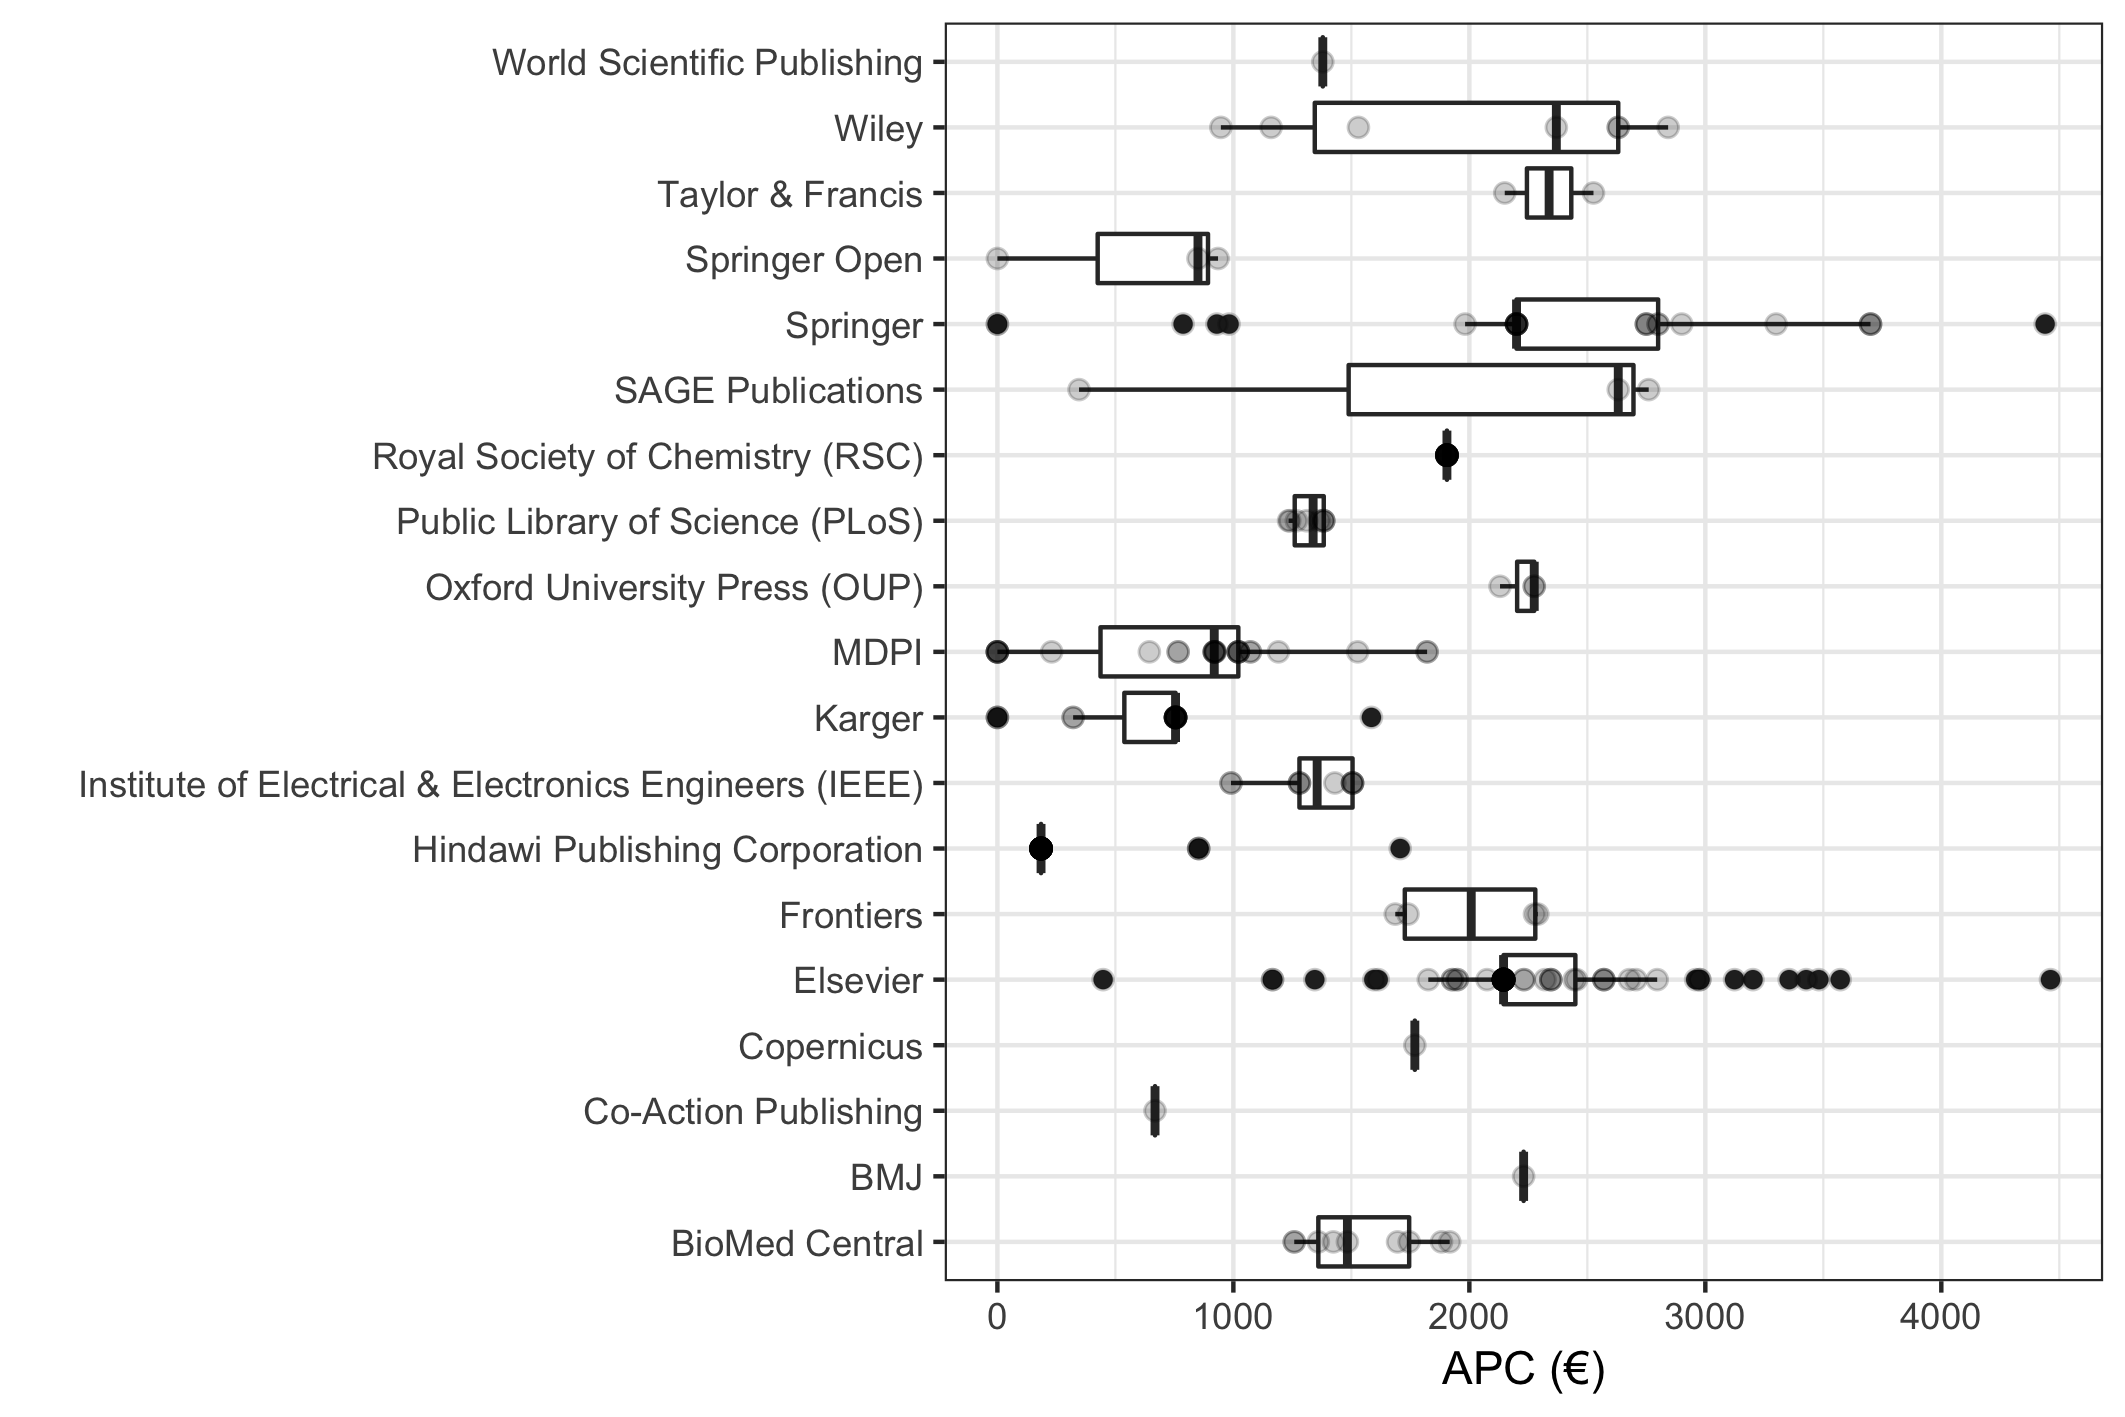 World Scientific Publishing
Wiley
Taylor & Francis
Springer Open
Springer
SAGE Publications
Royal Society of Chemistry (RSC)
Public Library of Science (PLoS)
Oxford University Press (OUP)
MDPI
Karger
Institute of Electrical & Electronics Engineers (IEEE)
Hindawi Publishing Corporation
Frontiers
Elsevier
Copernicus
Co-Action Publishing
BMJ
BioMed Central
0 1000 2000 3000 4000
APC (€)